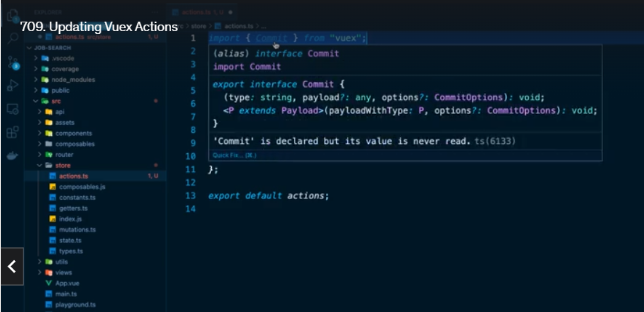 709. Updating Vuex Actions
actions.ts
JOB-SEARCH
.vscode
coverage
node_modules
public
src
api
assets
components
composables
router
store
actions.ts 1, U
composables.js
constants.ts
getters.ts
index.js
mutations.ts
state.ts
types.ts
utils
views
App.vue
main.ts
playground.ts
store > actions.ts > ...
1 import { Commit } from "vuex";
2 (alias) interface Commit
3 import Commit
4 export interface Commit {
5 (type: string, payload?: any, options?: CommitOptions): void;
6 <P extends Payload>(payloadWithType: P, options?: CommitOptions): void;
7 }
8
9 'Commit' is declared but its value is never read. ts(6133)
10 Quick Fix... (⌘.)
11 };
12
13 export default actions;
14